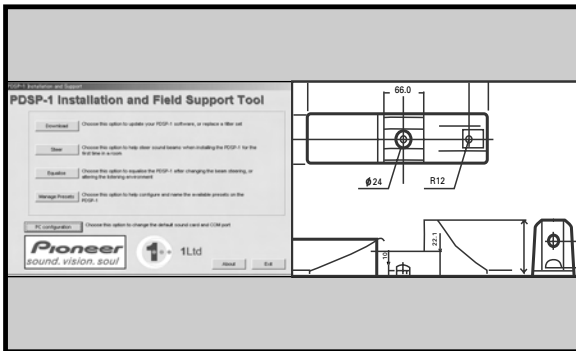 PDSP-1 Installation and Support
PDSP-1 Installation and Field Support Tool
Download
Choose this option to update your PDSP-1 software, or replace a filter set
Steer
Choose this option to help steer sound beams when installing the PDSP-1 for the
first time in a room
Equalise
Choose this option to equalise the PDSP-1 after changing the beam steering, or
altering the listening environment
Manage Presets
Choose this option to help configure and name the available presets on the
PDSP-1
PC configuration
Choose this option to change the default sound card and COM port
Pioneer
sound. vision. soul
1
1Ltd
About
Exit
66.0
ϕ24
R12
10
22.1